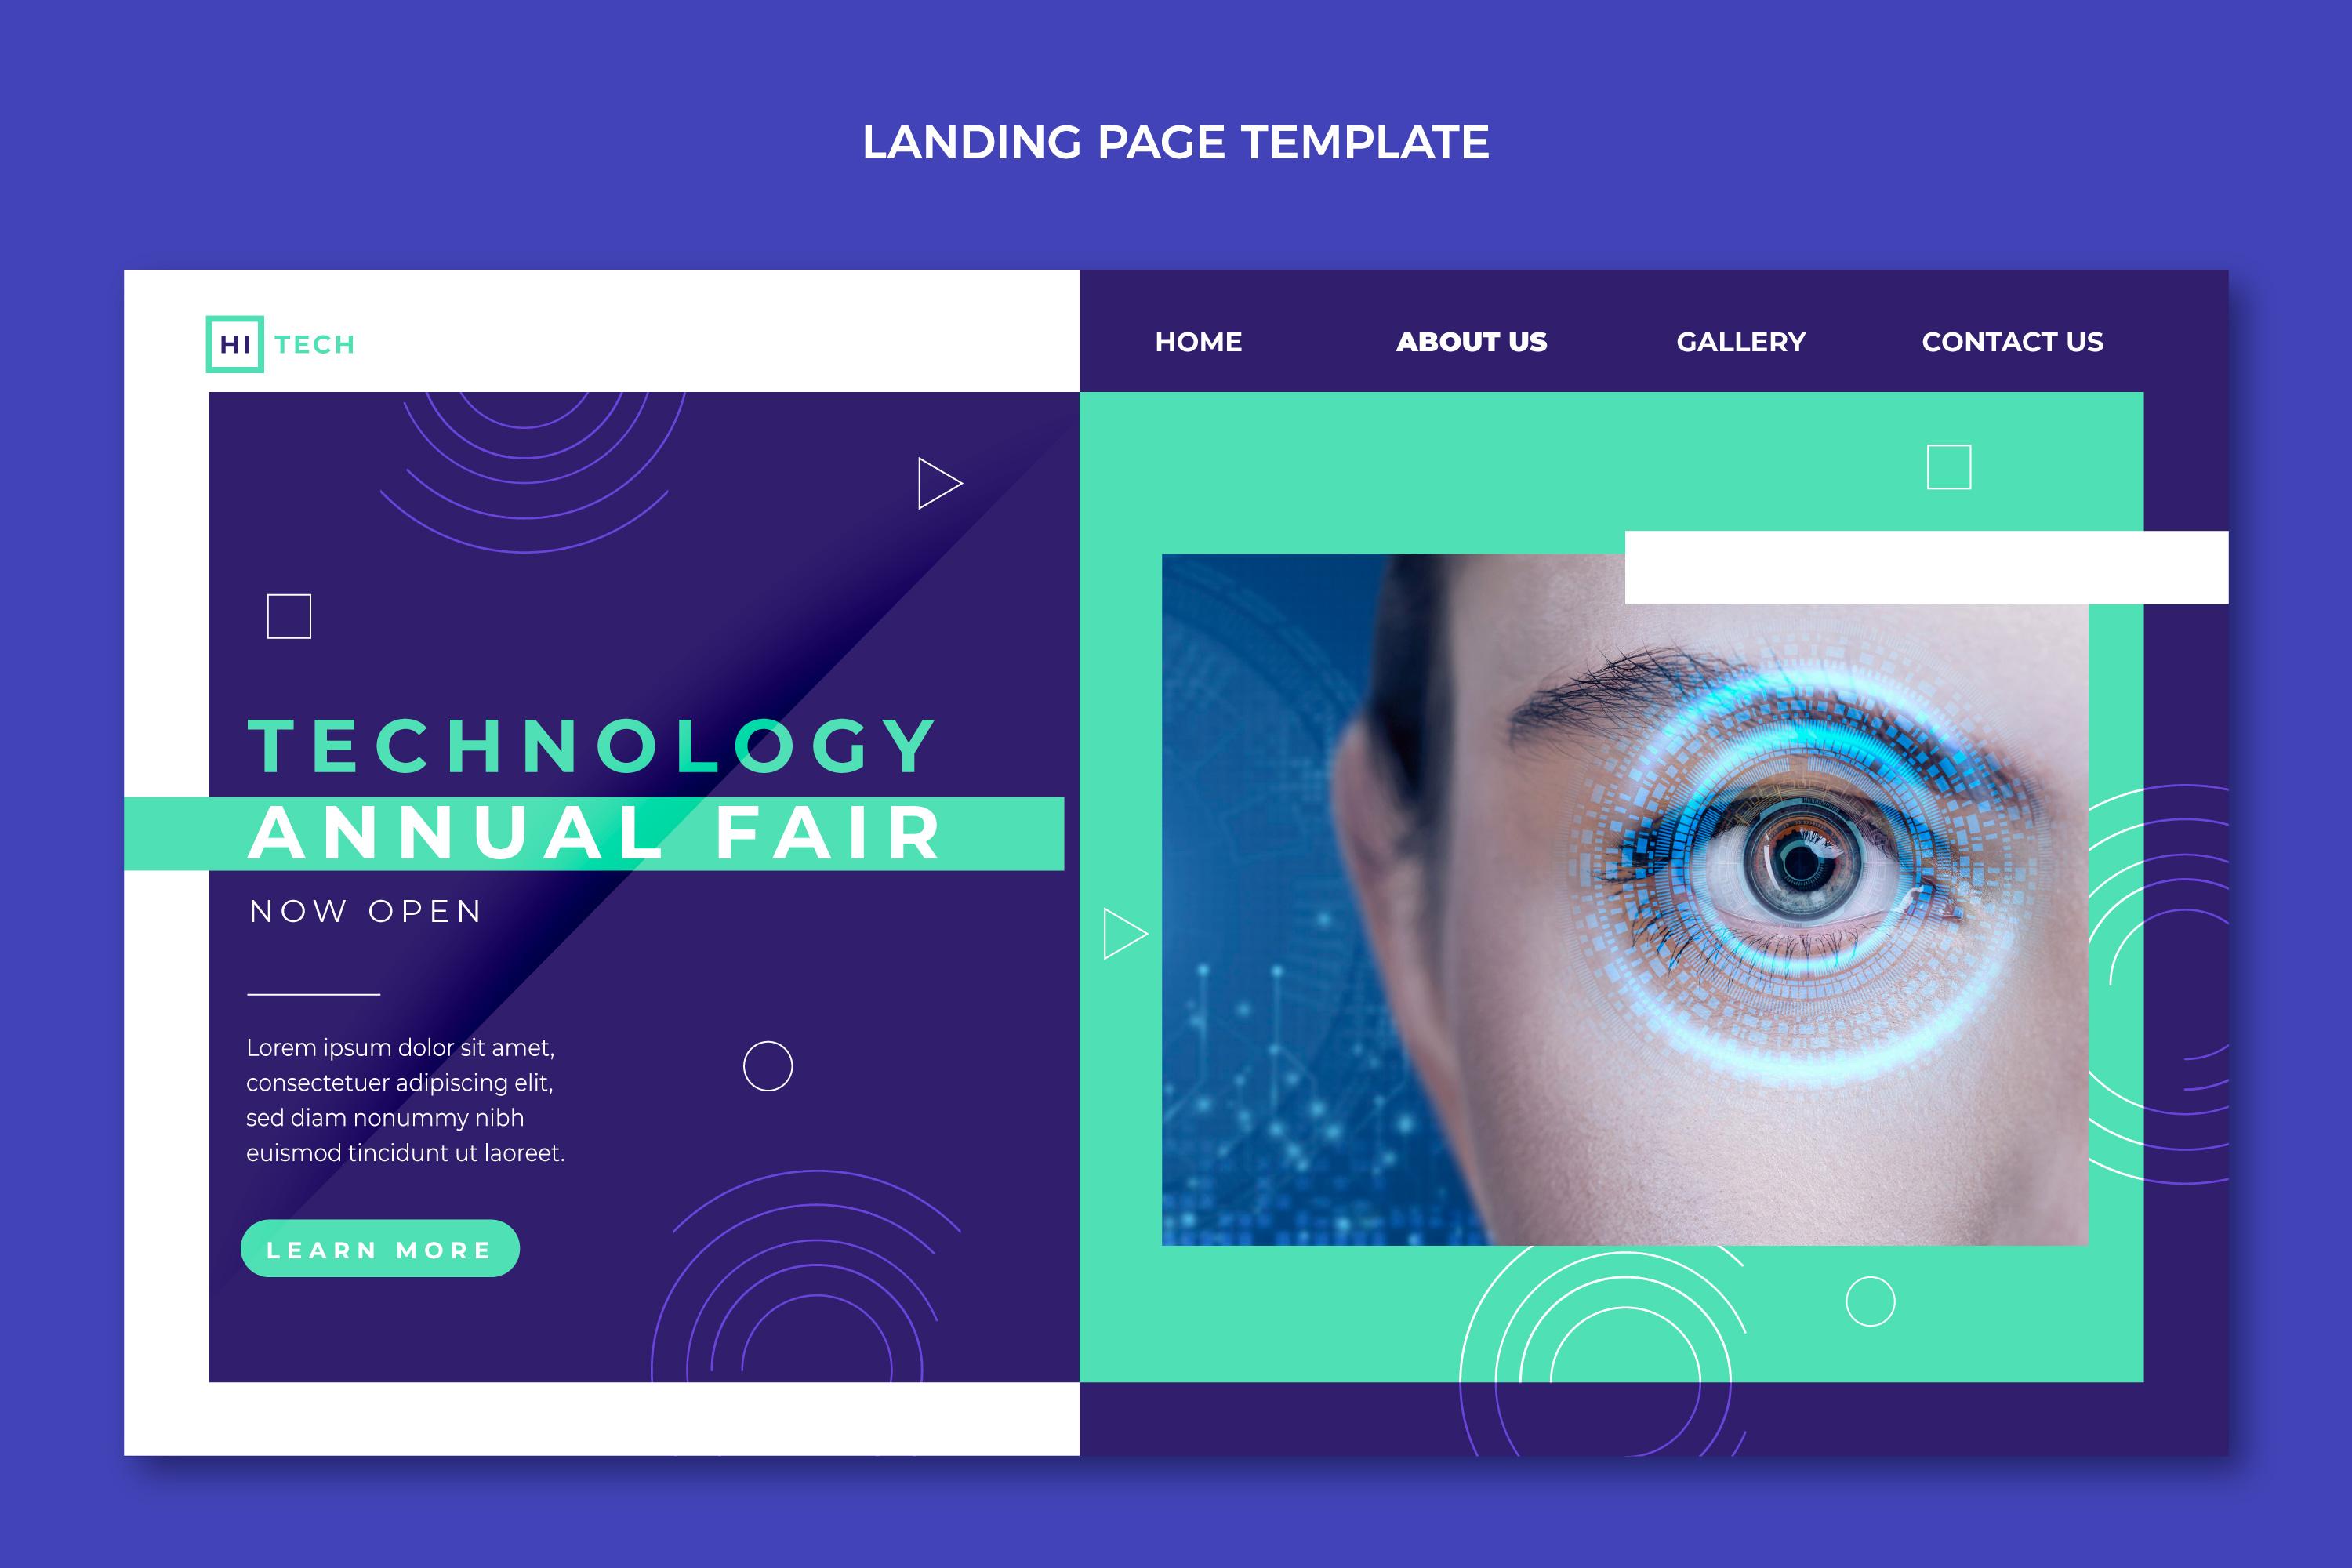 LANDING PAGE TEMPLATE
HI TECH
HOME ABOUT US GALLERY CONTACT US
TECHNOLOGY
ANNUAL FAIR
NOW OPEN
Lorem ipsum dolor sit amet,
consectetuer adipiscing elit,
sed diam nonummy nibh
euismod tincidunt ut laoreet.
LEARN MORE